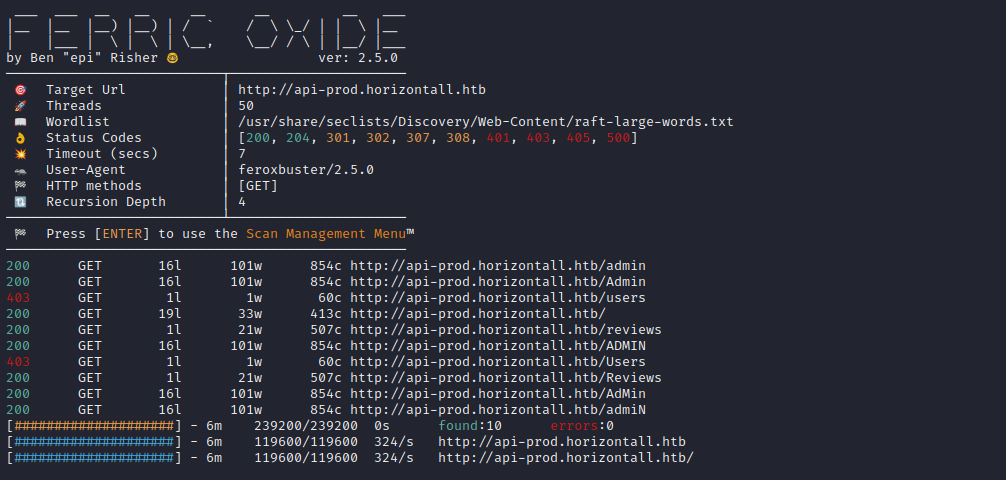 FERRIC OXIDE
by Ben "epi" Risher 🤓 ver: 2.5.0
🎯 Target Url │ http://api-prod.horizontall.htb
🚀 Threads │ 50
📖 Wordlist │ /usr/share/seclists/Discovery/Web-Content/raft-large-words.txt
👌 Status Codes │ [200, 204, 301, 302, 307, 308, 401, 403, 405, 500]
💥 Timeout (secs) │ 7
🦡 User-Agent │ feroxbuster/2.5.0
🏁 HTTP methods │ [GET]
🔃 Recursion Depth │ 4
🏁 Press [ENTER] to use the Scan Management Menu™
200 GET 16l 101w 854c http://api-prod.horizontall.htb/admin
200 GET 16l 101w 854c http://api-prod.horizontall.htb/Admin
403 GET 1l 1w 60c http://api-prod.horizontall.htb/users
200 GET 19l 33w 413c http://api-prod.horizontall.htb/
200 GET 1l 21w 507c http://api-prod.horizontall.htb/reviews
200 GET 16l 101w 854c http://api-prod.horizontall.htb/ADMIN
403 GET 1l 1w 60c http://api-prod.horizontall.htb/Users
200 GET 1l 21w 507c http://api-prod.horizontall.htb/Reviews
200 GET 16l 101w 854c http://api-prod.horizontall.htb/AdMin
200 GET 16l 101w 854c http://api-prod.horizontall.htb/admiN
[####################] - 6m 239200/239200 0s found:10 errors:0
[####################] - 6m 119600/119600 324/s http://api-prod.horizontall.htb
[####################] - 6m 119600/119600 324/s http://api-prod.horizontall.htb/